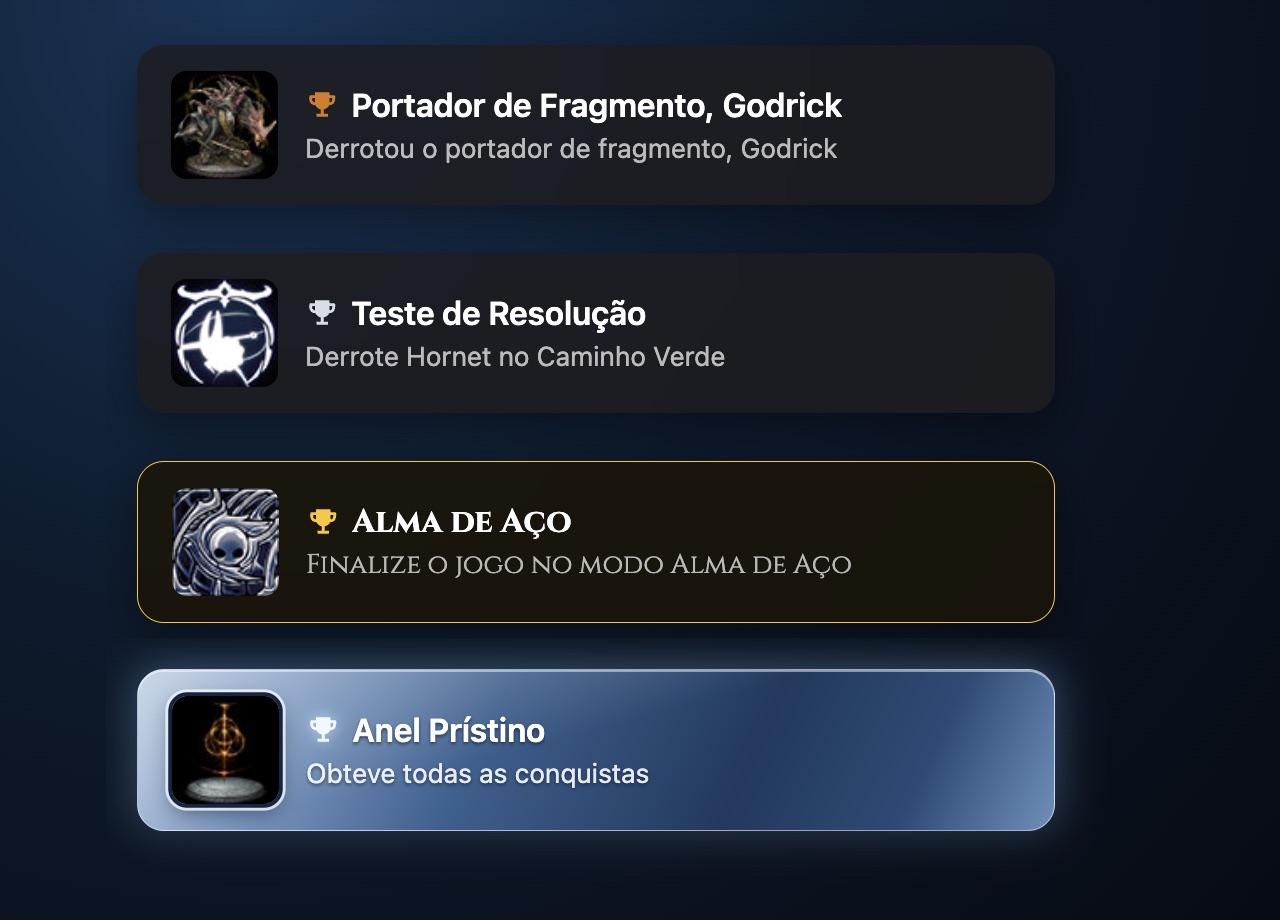 Portador de Fragmento, Godrick
Derrotou o portador de fragmento, Godrick
Teste de Resolução
Derrote Hornet no Caminho Verde
Alma de Aço
Finalize o jogo no modo Alma de Aço
Anel Prístino
Obteve todas as conquistas